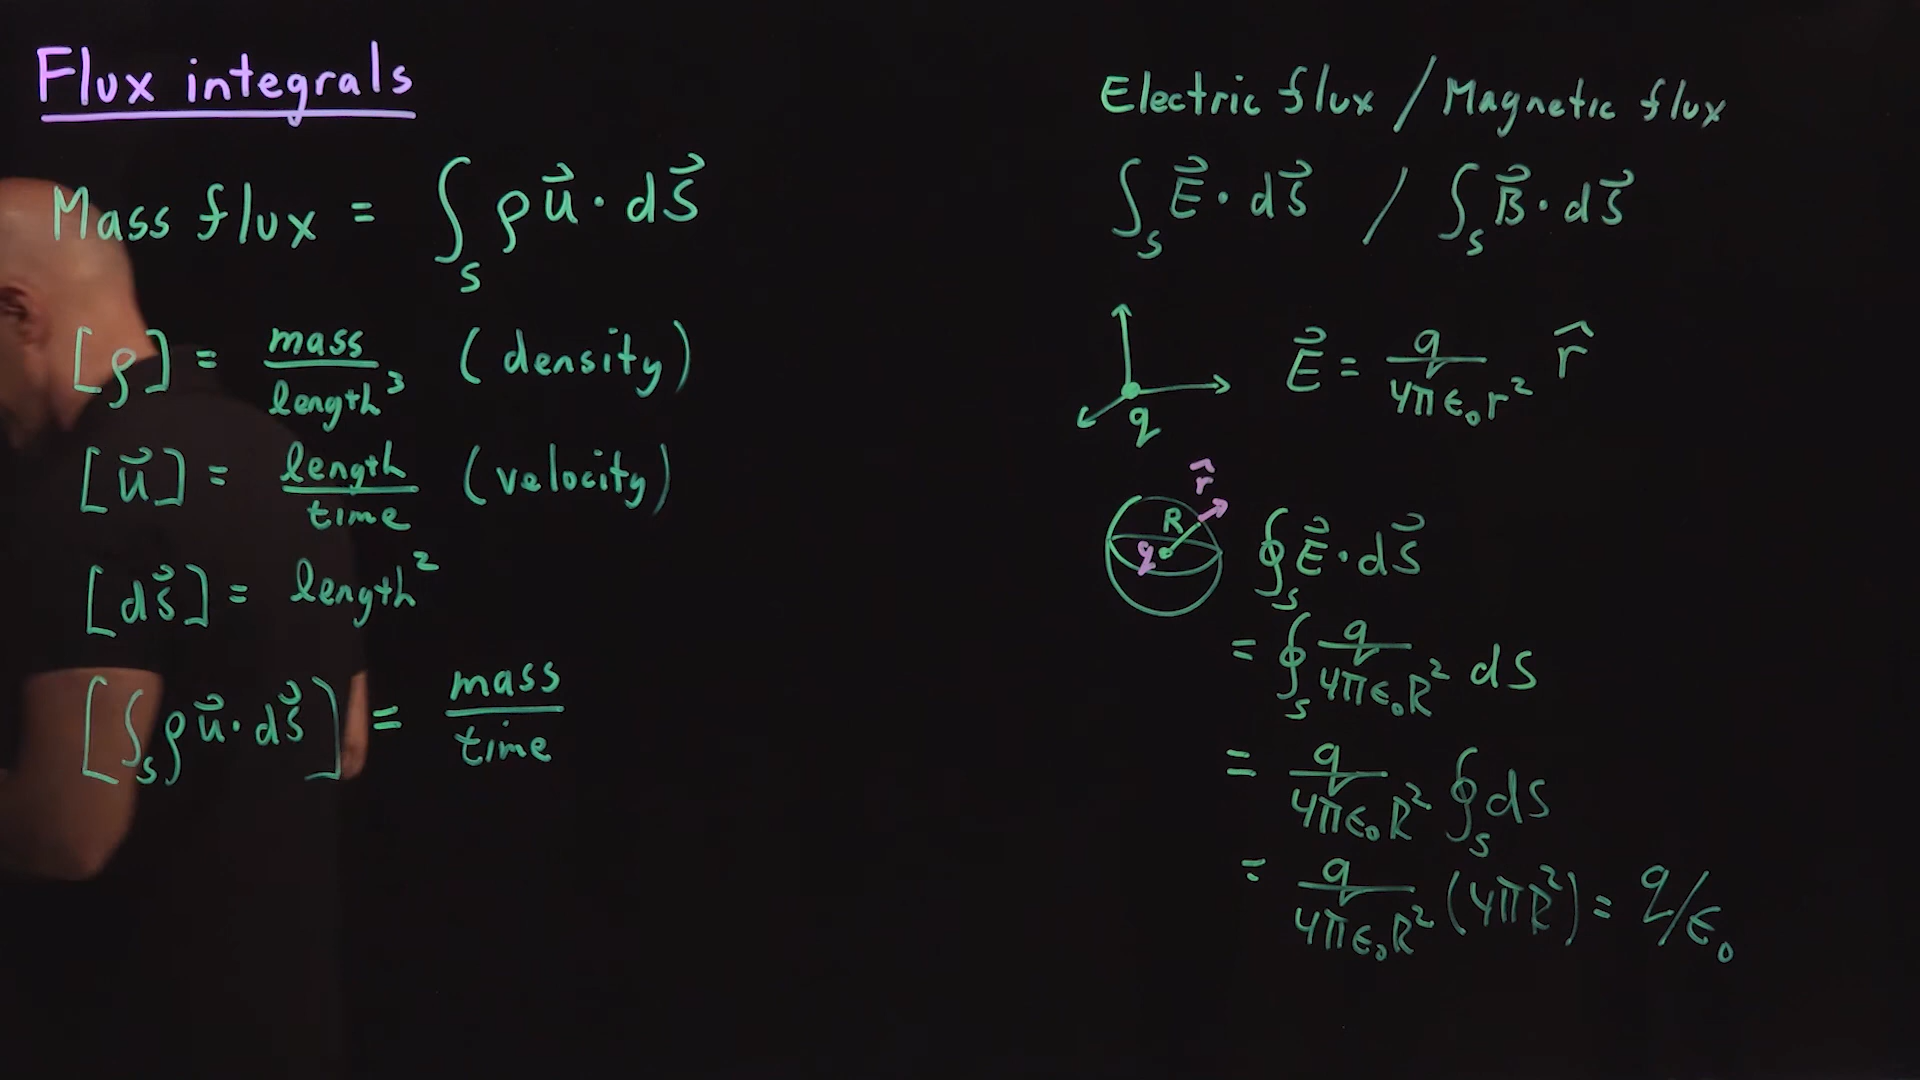 Flux integrals
Mass flux = ∫_S ρ u⃗ · dS⃗
[ρ] = mass / length³ (density)
[u⃗] = length / time (velocity)
[dS⃗] = length²
[∫_S ρ u⃗ · dS⃗] = mass / time
Electric flux / Magnetic flux
∫_S E⃗ · dS⃗ / ∫_S B⃗ · dS⃗
q
E⃗ = q / 4πε₀r² r̂
r̂
R
q
∮_S E⃗ · dS⃗
= ∮_S q / 4πε₀R² dS
= q / 4πε₀R² ∮_S dS
= q / 4πε₀R² (4πR²) = q/ε₀